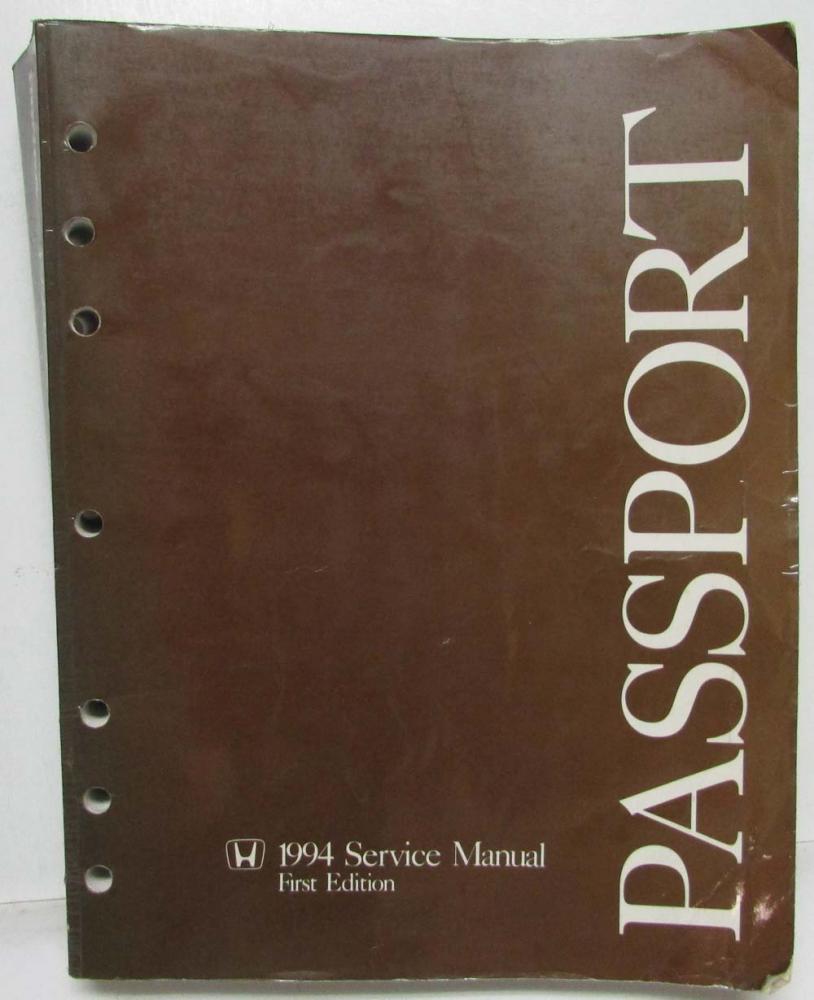 PASSPORT
1994 Service Manual
First Edition